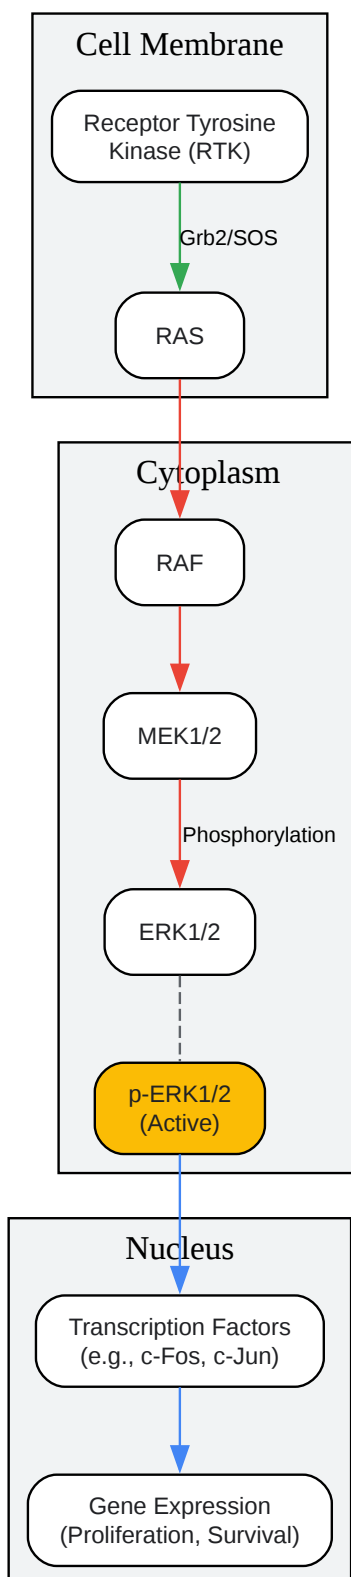 Cell Membrane
Receptor Tyrosine
Kinase (RTK)
Grb2/SOS
RAS
Cytoplasm
RAF
MEK1/2
Phosphorylation
ERK1/2
p-ERK1/2
(Active)
Nucleus
Transcription Factors
(e.g., c-Fos, c-Jun)
Gene Expression
(Proliferation, Survival)